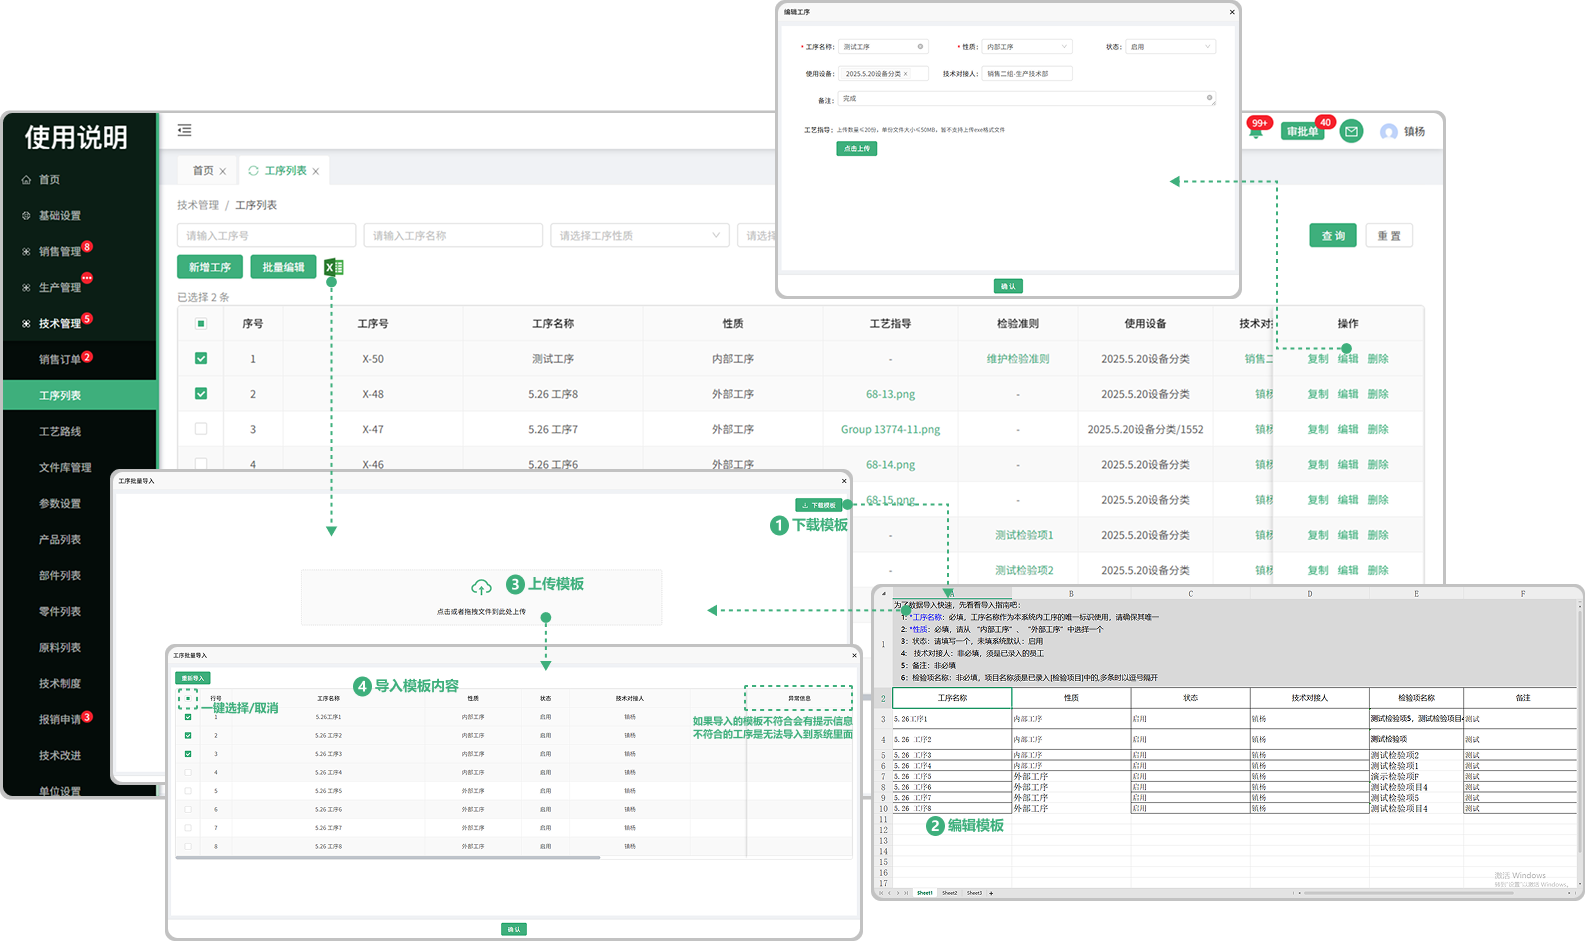 编辑工序
* 工序名称: 测试工序 * 性质: 内部工序 状态: 启用
使用设备: 2025.5.20设备分类 × 技术对接人: 销售二组-生产技术部
备注: 完成
工艺指导: 上传数量≤20份, 单份文件大小≤50MB, 暂不支持上传exe格式文件
点击上传
确 认
使用说明
首页
基础设置
销售管理 8
生产管理 ...
技术管理 5
销售订单 2
工序列表
工艺路线
文件库管理
参数设置
产品列表
部件列表
零件列表
原料列表
技术制度
报销申请 3
技术改进
单位设置
99+ 审批单 40 镇杨
首页 × 工序列表 ×
技术管理 / 工序列表
请输入工序号 请输入工序名称 请选择工序性质 请选择
查 询 重 置
新增工序 批量编辑
已选择 2 条
序号 工序号 工序名称 性质 工艺指导 检验准则 使用设备 技术对接 操作
1 X-50 测试工序 内部工序 - 维护检验准则 2025.5.20设备分类 销售二 复制 编辑 删除
2 X-48 5.26 工序8 外部工序 68-13.png - 2025.5.20设备分类 镇杨 复制 编辑 删除
3 X-47 5.26 工序7 外部工序 Group 13774-11.png - 2025.5.20设备分类/1552 镇杨 复制 编辑 删除
4 X-46 5.26 工序6 外部工序 68-14.png - 2025.5.20设备分类 镇杨 复制 编辑 删除
68-15.png - 2025.5.20设备分类 镇杨 复制 编辑 删除
- 测试检验项1 2025.5.20设备分类 镇杨 复制 编辑 删除
- 测试检验项2 2025.5.20设备分类 镇杨 复制 编辑 删除
工序批量导入
下载模板
1 下载模板
3 上传模板
点击或者拖拽文件到此处上传
工序批量导入
重新导入
4 导入模板内容
一键选择/取消
行号 工序名称 性质 状态 技术对接人 异常信息
1 5.26工序1 内部工序 启用 镇杨
2 5.26 工序2 内部工序 启用 镇杨
3 5.26 工序3 内部工序 启用 镇杨
4 5.26 工序4 内部工序 启用 镇杨
5 5.26 工序5 外部工序 启用 镇杨
6 5.26 工序6 外部工序 启用 镇杨
7 5.26 工序7 外部工序 启用 镇杨
8 5.26 工序8 外部工序 启用 镇杨
如果导入的模板不符合会有提示信息
不符合的工序是无法导入到系统里面
确 认
A B C D E F
1
为了数据导入快速，先看看导入指南吧：
1: *工序名称：必填，工序名称作为本系统内工序的唯一标识使用，请确保其唯一
2: *性质：必填，请从 “内部工序”、 “外部工序”中选择一个
3: 状态：请填写一个，未填系统默认：启用
4: 技术对接人：非必填，须是已录入的员工
5: 备注：非必填
6: 检验项名称：非必填，项目名称须是已录入[检验项目]中的,多条时以逗号隔开
2 工序名称 性质 状态 技术对接人 检验项名称 备注
3 5.26工序1 内部工序 启用 镇杨 测试检验项5，测试检验项目4 测试
4 5.26 工序2 内部工序 启用 镇杨 测试检验项 测试
5 5.26 工序3 内部工序 启用 镇杨 测试检验项2 测试
6 5.26 工序4 内部工序 启用 镇杨 测试检验项1 测试
7 5.26 工序5 外部工序 启用 镇杨 演示检验项F 测试
8 5.26 工序6 外部工序 启用 镇杨 测试检验项目4 测试
9 5.26 工序7 外部工序 启用 镇杨 测试检验项5 测试
10 5.26 工序8 外部工序 启用 镇杨 测试检验项目4 测试
11
12
13
14
15
16
17
2 编辑模板
激活 Windows
转到"设置"以激活 Windows。
Sheet1 Sheet2 Sheet3 +